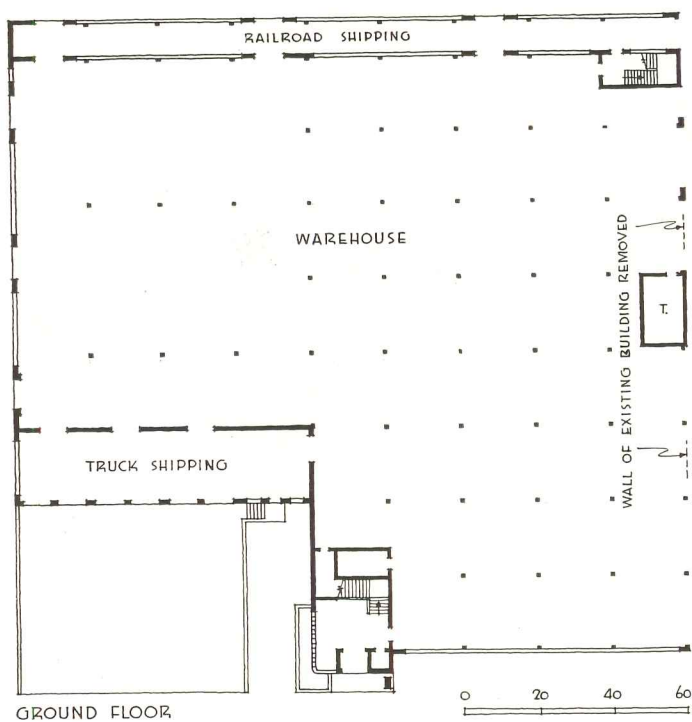 RAILROAD SHIPPING
WAREHOUSE
WALL OF EXISTING BUILDING REMOVED
T.
TRUCK SHIPPING
GROUND FLOOR
0 20 40 60